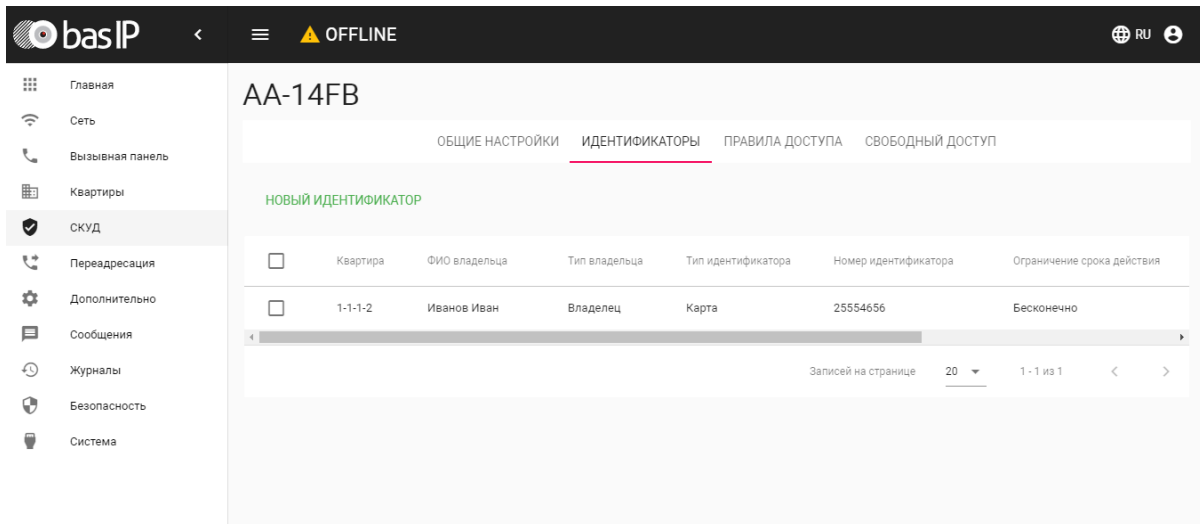 bas IP
OFFLINE
RU
Главная
Сеть
Вызывная панель
Квартиры
СКУД
Переадресация
Дополнительно
Сообщения
Журналы
Безопасность
Система
AA-14FB
ОБЩИЕ НАСТРОЙКИ ИДЕНТИФИКАТОРЫ ПРАВИЛА ДОСТУПА СВОБОДНЫЙ ДОСТУП
НОВЫЙ ИДЕНТИФИКАТОР
Квартира ФИО владельца Тип владельца Тип идентификатора Номер идентификатора Ограничение срока действия
1-1-1-2 Иванов Иван Владелец Карта 25554656 Бесконечно
Записей на странице 20 1 - 1 из 1